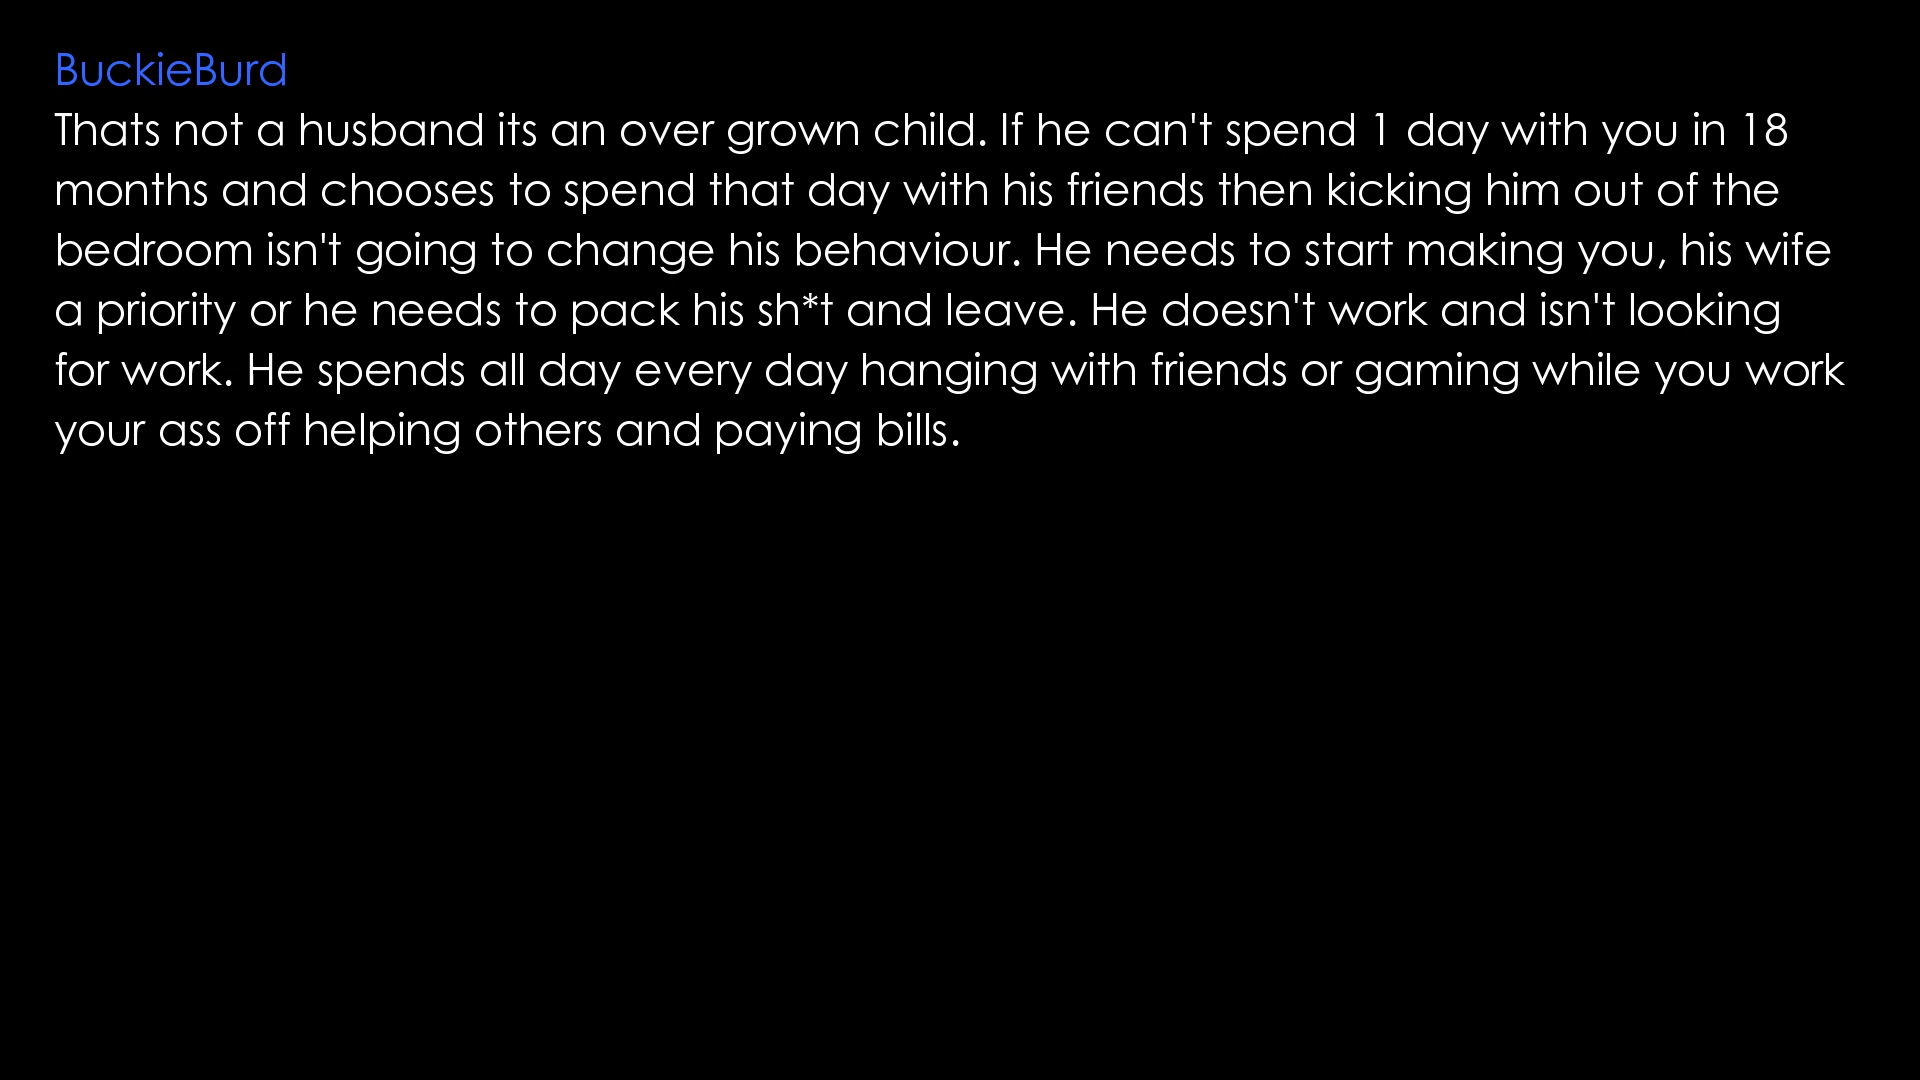 BuckieBurd
Thats not a husband its an over grown child. If he can't spend 1 day with you in 18
months and chooses to spend that day with his friends then kicking him out of the
bedroom isn't going to change his behaviour. He needs to start making you, his wife
a priority or he needs to pack his sh*t and leave. He doesn't work and isn't looking
for work. He spends all day every day hanging with friends or gaming while you work
your ass off helping others and paying bills.